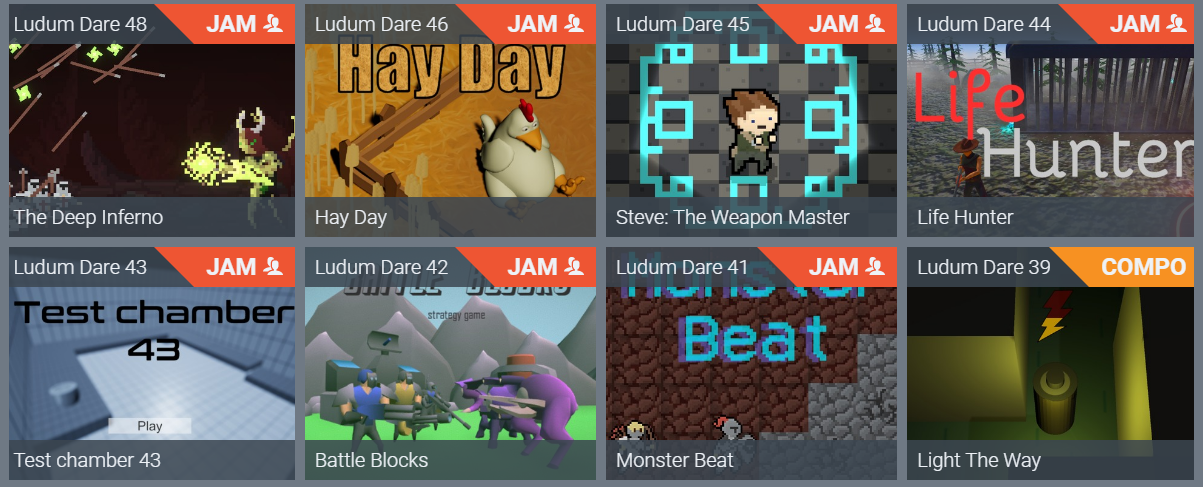 Ludum Dare 48 JAM
The Deep Inferno
Ludum Dare 46 JAM
Hay Day
Hay Day
Ludum Dare 45 JAM
Steve: The Weapon Master
Ludum Dare 44 JAM
Life
Hunter
Life Hunter
Ludum Dare 43 JAM
Test chamber
43
Play
Test chamber 43
Ludum Dare 42 JAM
Battle Blocks
strategy game
Battle Blocks
Ludum Dare 41 JAM
Monster
Beat
Monster Beat
Ludum Dare 39 COMPO
Light The Way